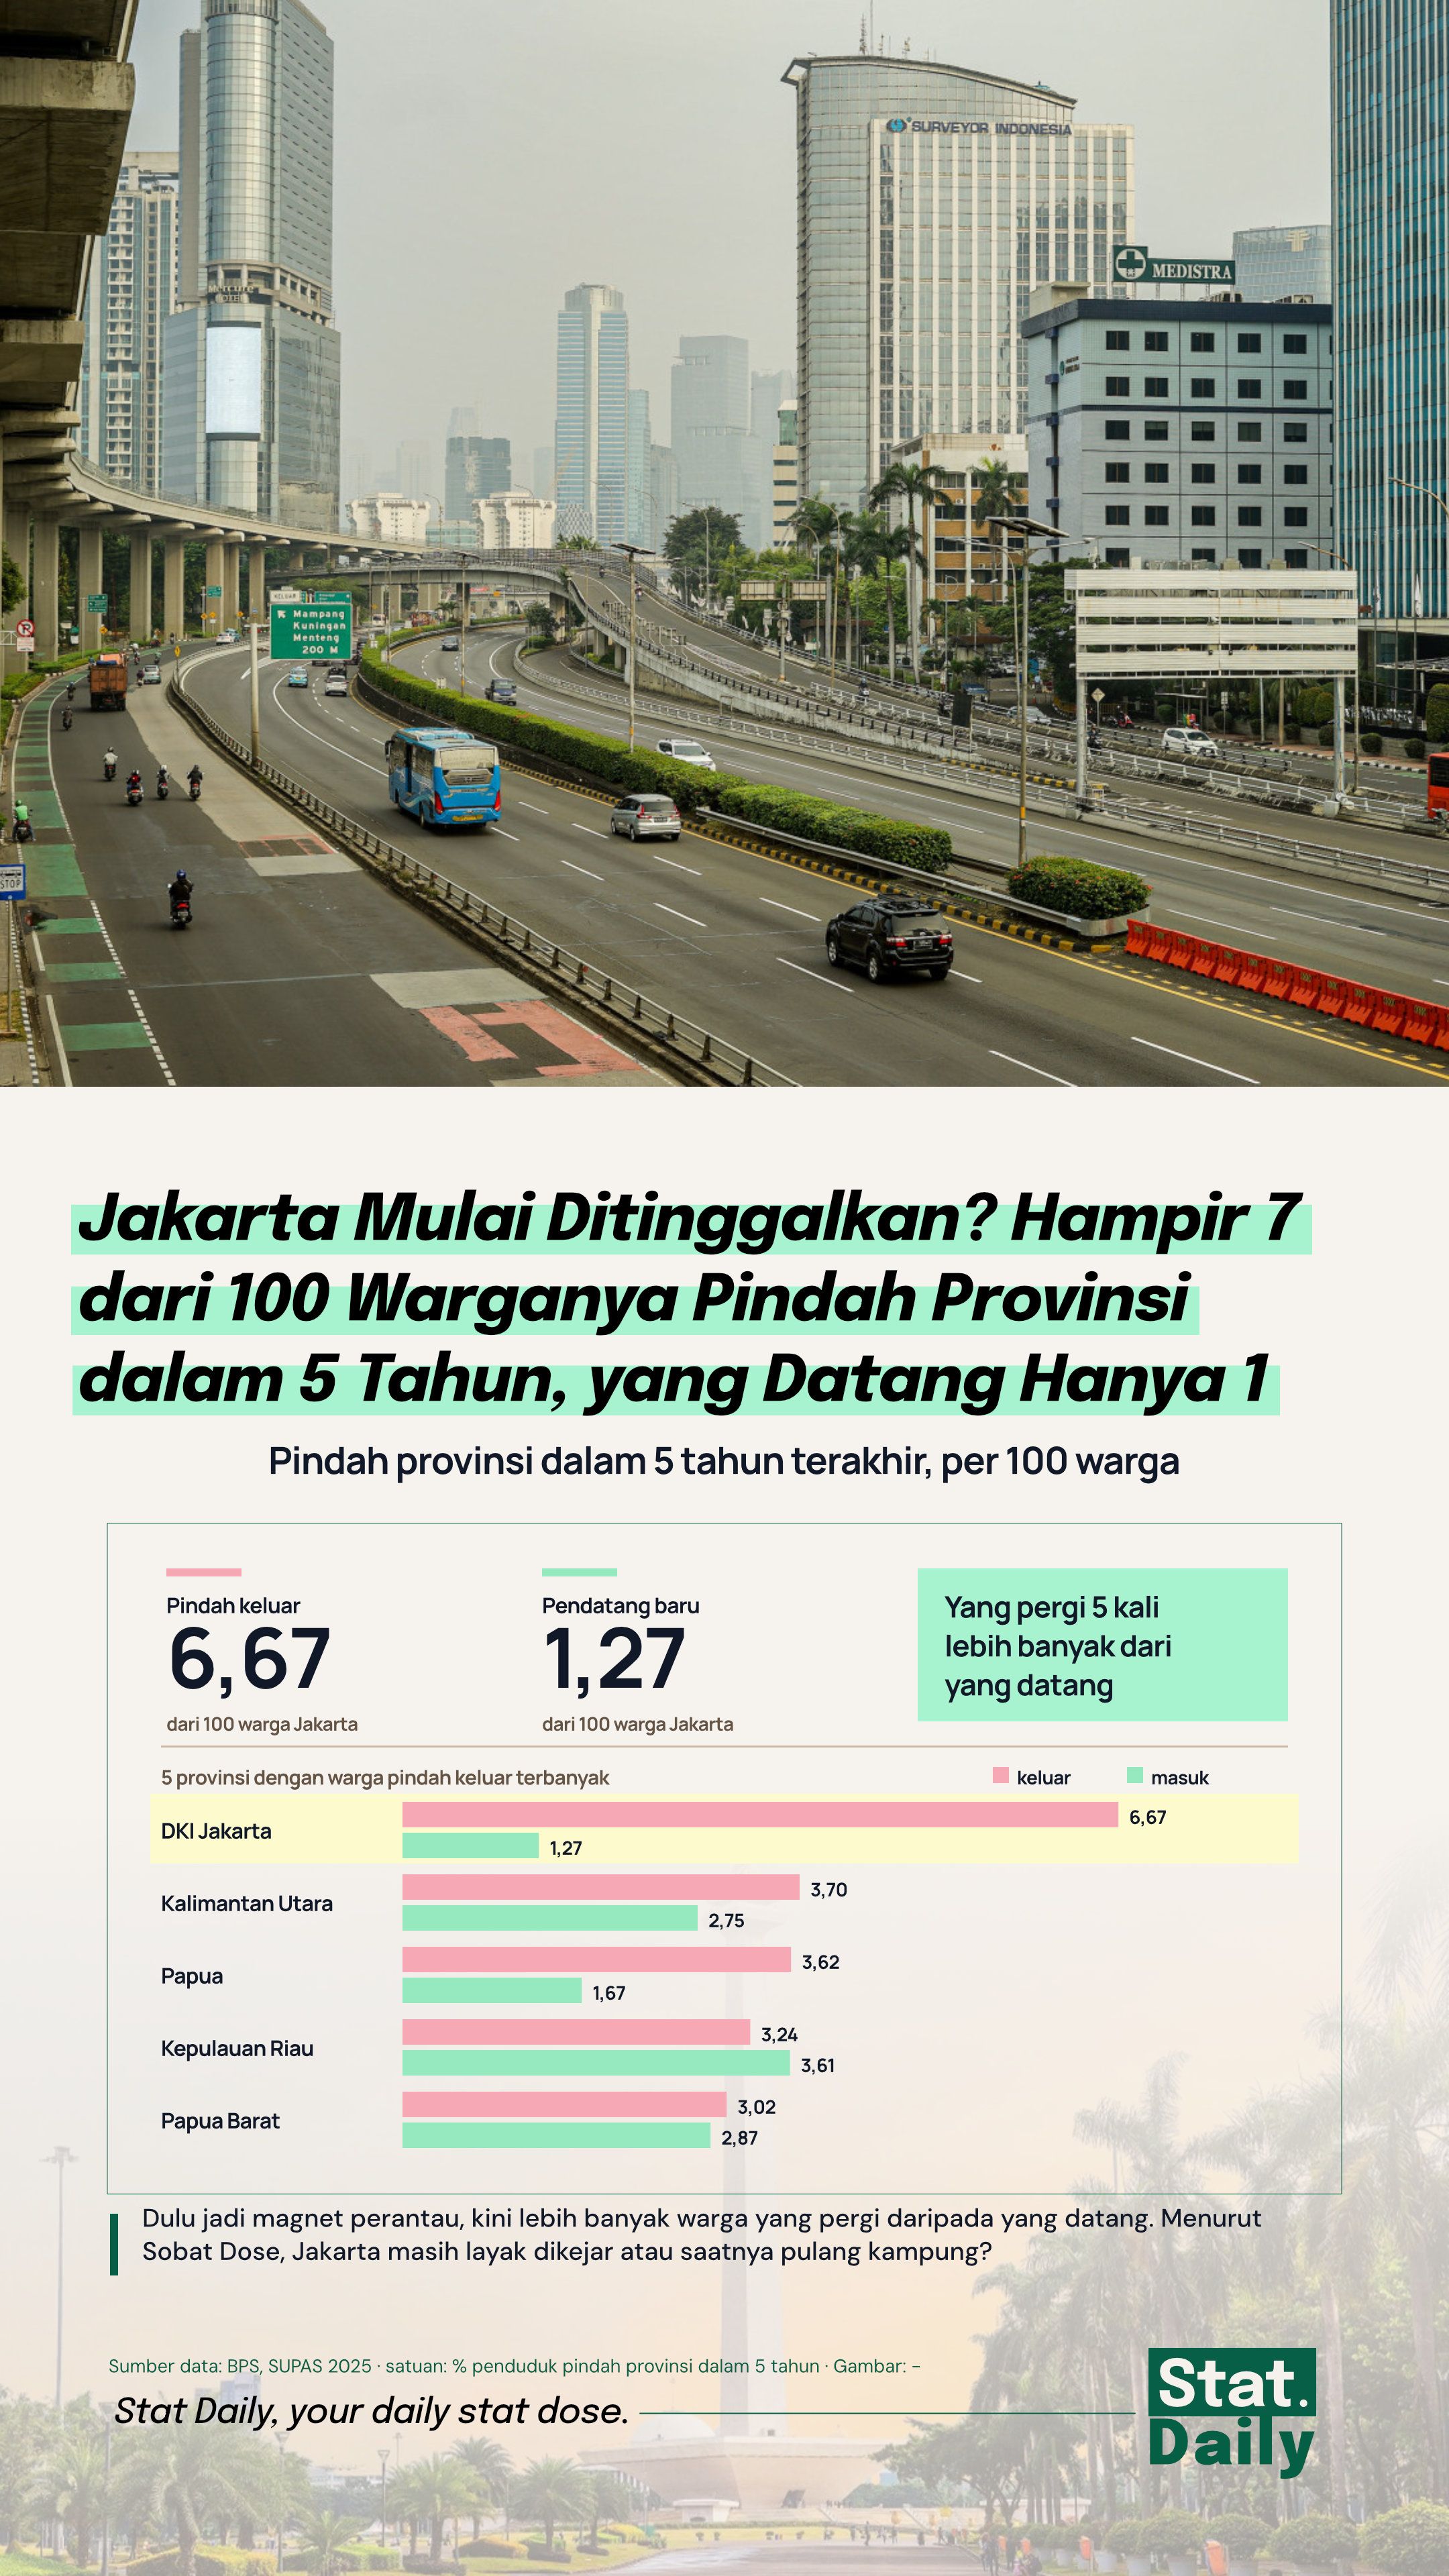 SURVEYOR INDONESIA
MEDISTRA
Mercure
HOTEL
KELUAR
Mampang
Kuningan
Menteng
200 M
STOP
Jakarta Mulai Ditinggalkan? Hampir 7
dari 100 Warganya Pindah Provinsi
dalam 5 Tahun, yang Datang Hanya 1
Pindah provinsi dalam 5 tahun terakhir, per 100 warga
Pindah keluar
6,67
dari 100 warga Jakarta
Pendatang baru
1,27
dari 100 warga Jakarta
Yang pergi 5 kali
lebih banyak dari
yang datang
5 provinsi dengan warga pindah keluar terbanyak
keluar
masuk
DKI Jakarta
6,67
1,27
Kalimantan Utara
3,70
2,75
Papua
3,62
1,67
Kepulauan Riau
3,24
3,61
Papua Barat
3,02
2,87
Dulu jadi magnet perantau, kini lebih banyak warga yang pergi daripada yang datang. Menurut
Sobat Dose, Jakarta masih layak dikejar atau saatnya pulang kampung?
Sumber data: BPS, SUPAS 2025 · satuan: % penduduk pindah provinsi dalam 5 tahun · Gambar: –
Stat Daily, your daily stat dose.
Stat.
Daily